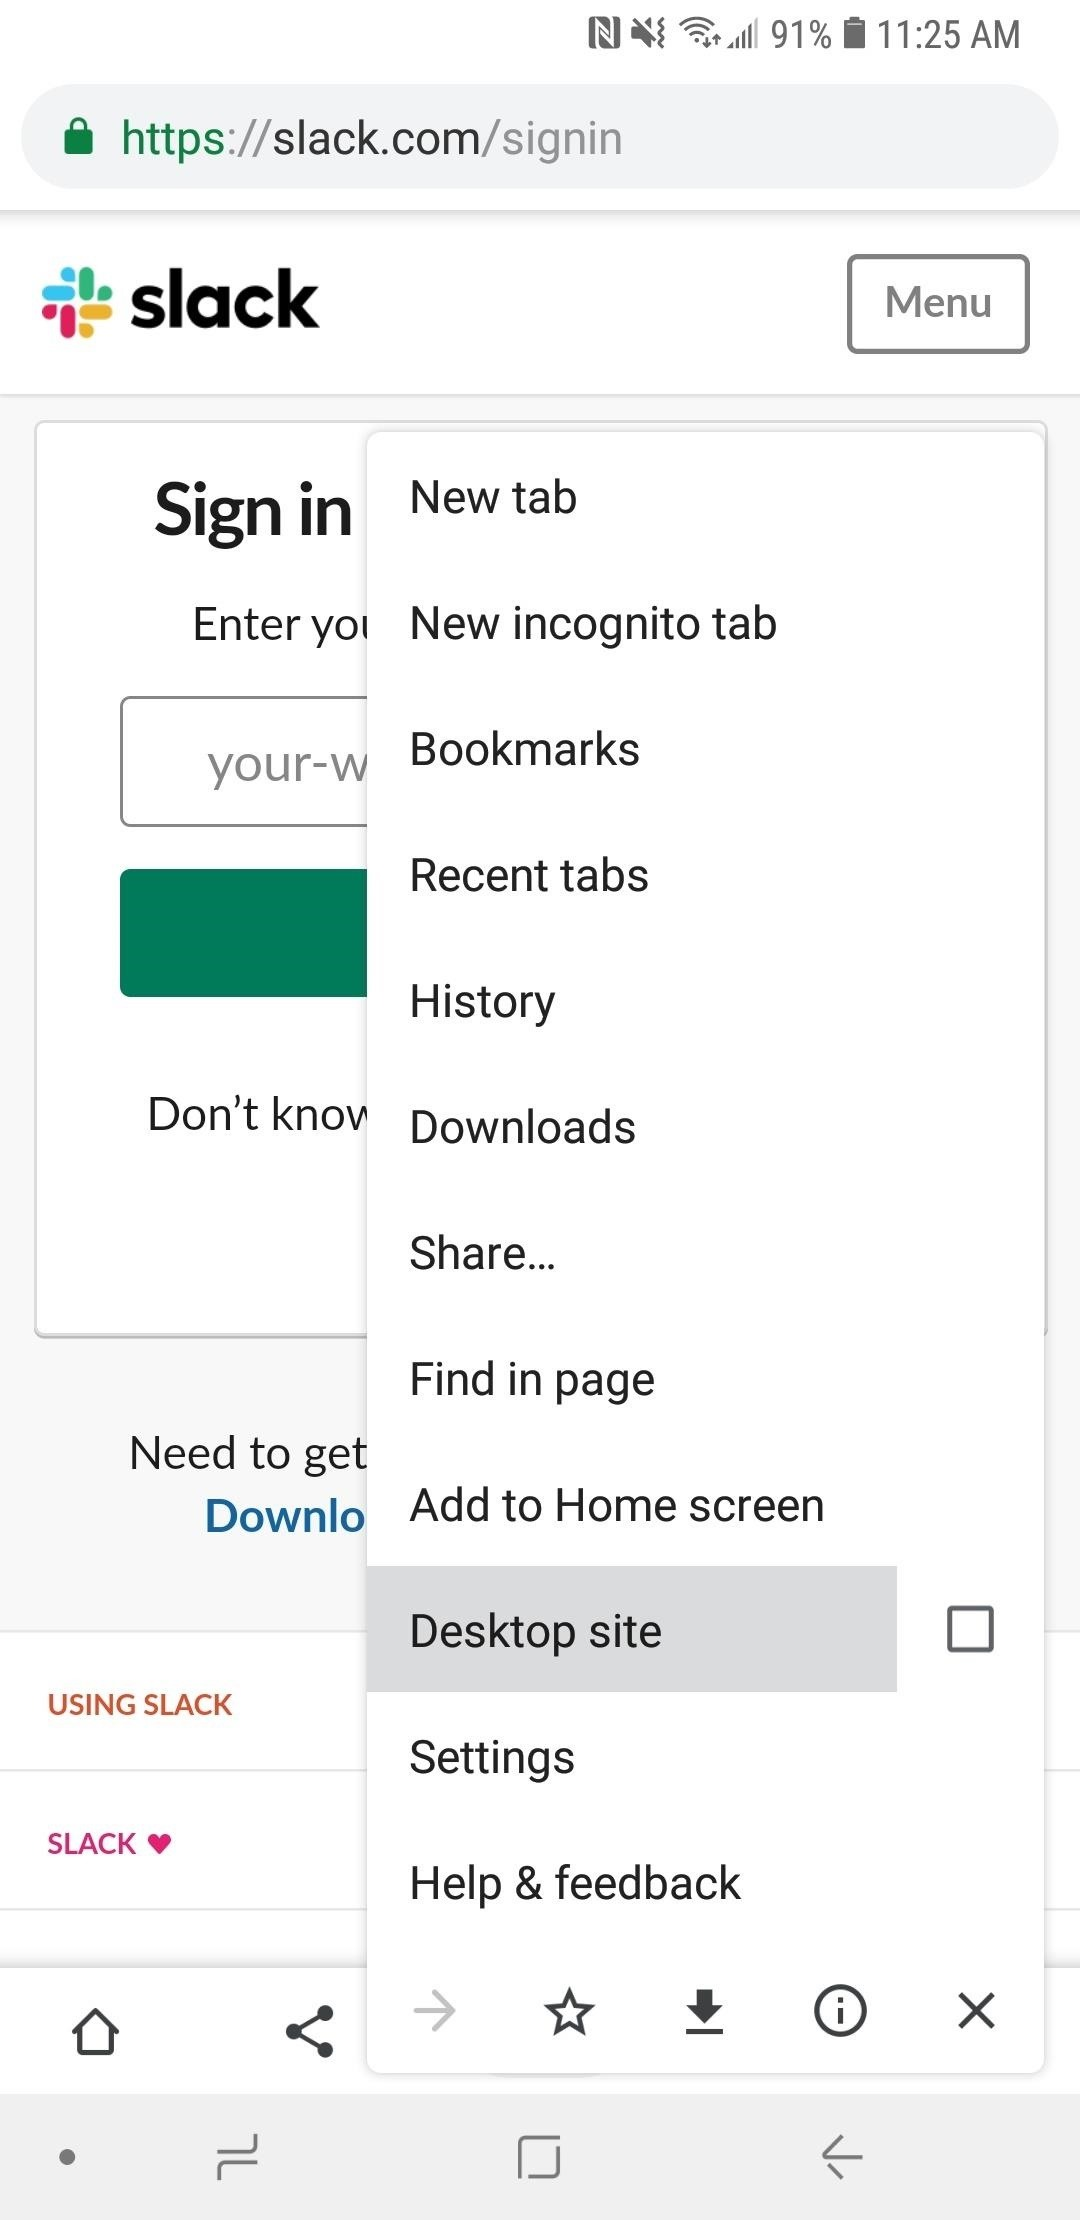 91% 11:25 AM
https://slack.com/signin
slack
Menu
Sign in
Enter you
your-w
Don’t know
Need to get
Downlo
USING SLACK
SLACK ♥
New tab
New incognito tab
Bookmarks
Recent tabs
History
Downloads
Share...
Find in page
Add to Home screen
Desktop site
Settings
Help & feedback